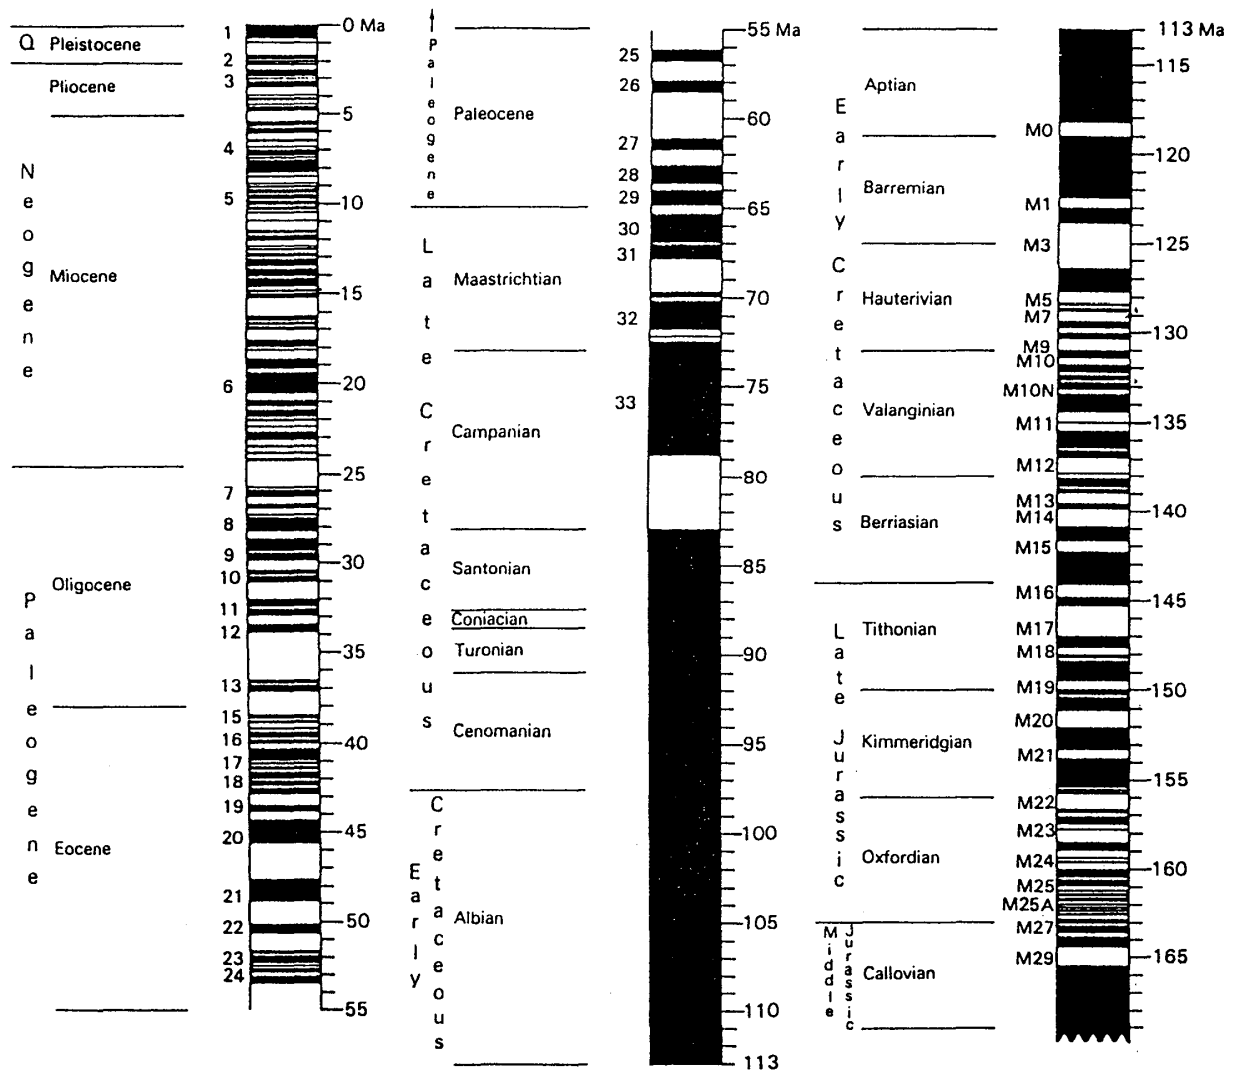 0 Ma
Q Pleistocene
Pliocene
Neogene
Miocene
Oligocene
Paleogene
Eocene
1
2
3
4
5
6
7
8
9
10
11
12
13
15
16
17
18
19
20
21
22
23
24
5
10
15
20
25
30
35
40
45
50
55
55 Ma
Paleogene
Paleocene
Late Cretaceous
Maastrichtian
Campanian
Santonian
Coniacian
Turonian
Cenomanian
Early Cretaceous
Albian
25
26
27
28
29
30
31
32
33
60
65
70
75
80
85
90
95
100
105
110
113
113 Ma
Early Cretaceous
Aptian
Barremian
Hauterivian
Valanginian
Berriasian
Late Jurassic
Tithonian
Kimmeridgian
Oxfordian
Middle Jurassic
Callovian
M0
M1
M3
M5
M7
M9
M10
M10N
M11
M12
M13
M14
M15
M16
M17
M18
M19
M20
M21
M22
M23
M24
M25
M25A
M27
M29
115
120
125
130
135
140
145
150
155
160
165